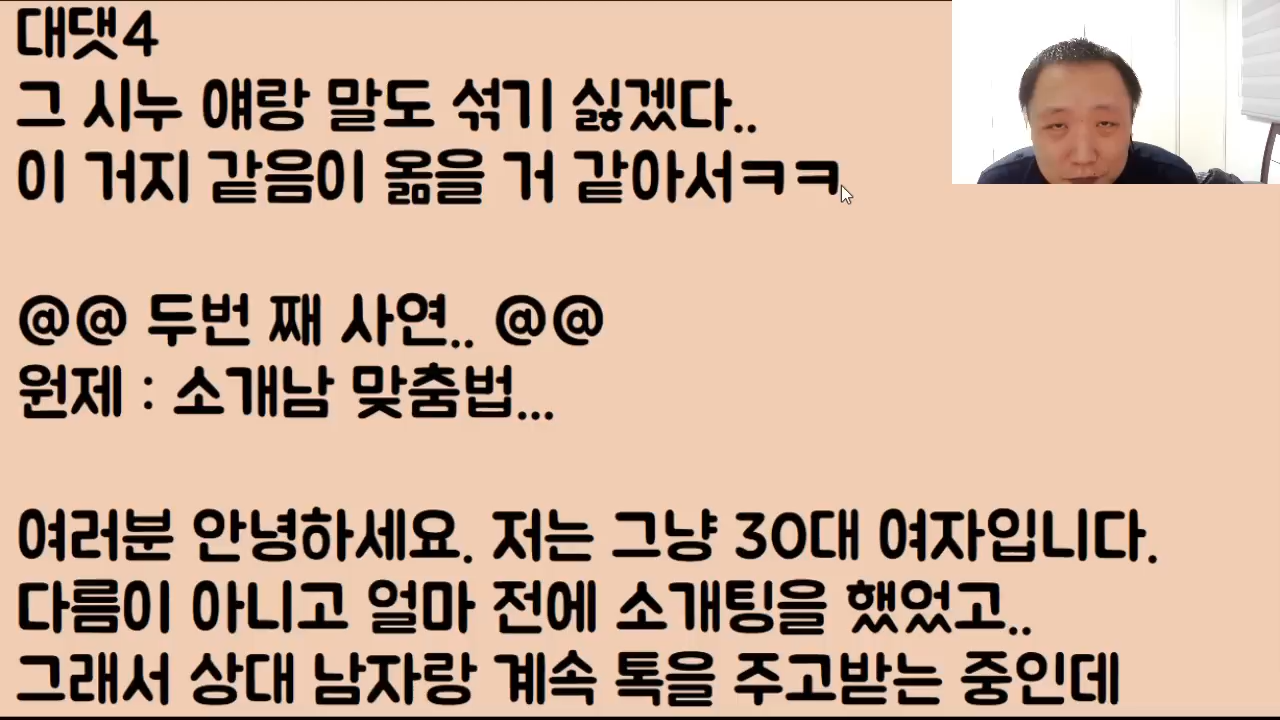 대댓4
그 시누 얘랑 말도 섞기 싫겠다..
이 거지 같음이 옮을 거 같아서ㅋㅋ
@@ 두번 째 사연.. @@
원제 : 소개남 맞춤법...
여러분 안녕하세요. 저는 그냥 30대 여자입니다.
다름이 아니고 얼마 전에 소개팅을 했었고..
그래서 상대 남자랑 계속 톡을 주고받는 중인데